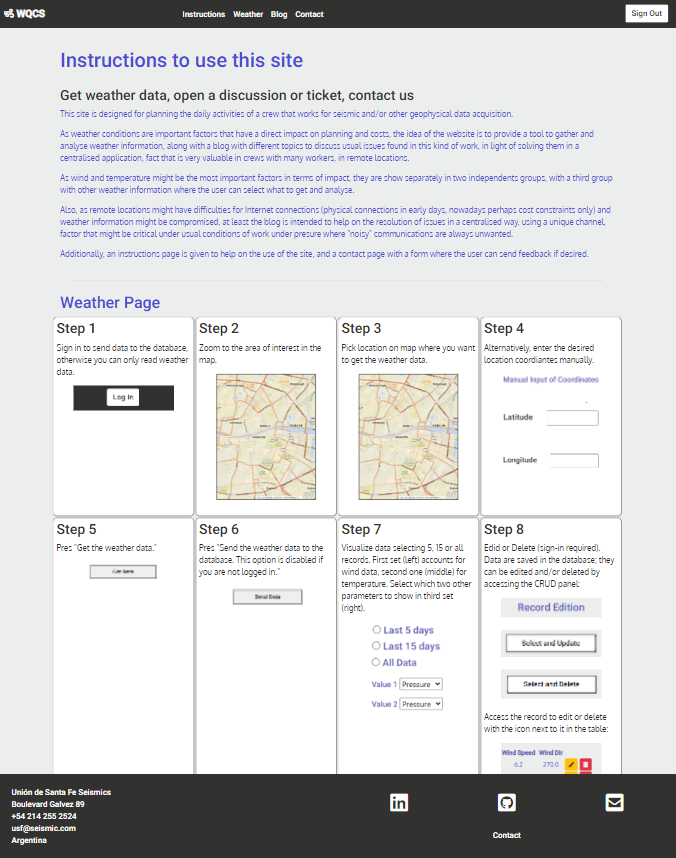 WQCS
Instructions Weather Blog Contact
Sign Out
Instructions to use this site
Get weather data, open a discussion or ticket, contact us
This site is designed for planning the daily activities of a crew that works for seismic and/or other geophysical data acquisition.
As weather conditions are important factors that have a direct impact on planning and costs, the idea of the website is to provide a tool to gather and
analyse weather information, along with a blog with different topics to discuss usual issues found in this kind of work, in light of solving them in a
centralised application, fact that is very valuable in crews with many workers, in remote locations.
As wind and temperature might be the most important factors in terms of impact, they are show separately in two independents groups, with a third group
with other weather information where the user can select what to get and analyse.
Also, as remote locations might have difficulties for Internet connections (physical connections in early days, nowadays perhaps cost constraints only) and
weather information might be compromised, at least the blog is intended to help on the resolution of issues in a centralised way, using a unique channel,
factor that might be critical under usual conditions of work under presure where "noisy" communications are always unwanted.
Additionally, an instructions page is given to help on the use of the site, and a contact page with a form where the user can send feedback if desired.
Weather Page
Step 1
Sign in to send data to the database,
otherwise you can only read weather
data.
Log In
Step 2
Zoom to the area of interest in the
map.
Step 3
Pick location on map where you want
to get the weather data.
Step 4
Alternatively, enter the desired
location coordiantes manually.
Manual Input of Coordinates
Latitude
Longitude
Step 5
Pres "Get the weather data."
Get Data
Step 6
Pres "Send the weather data to the
database. This option is disabled if
you are not logged in."
Send Data
Step 7
Visualize data selecting 5, 15 or all
records. First set (left) accounts for
wind data, second one (middle) for
temperature. Select which two other
parameters to show in third set
(right).
Last 5 days
Last 15 days
All Data
Value 1 Pressure
Value 2 Pressure
Step 8
Edid or Delete (sign-in required).
Data are saved in the database; they
can be edited and/or deleted by
accessing the CRUD panel:
Record Edition
Select and Update
Select and Delete
Access the record to edit or delete
with the icon next to it in the table:
Wind Speed Wind Dir
6.2 270.0
Unión de Santa Fe Seismics
Boulevard Galvez 89
+54 214 255 2524
usf@seismic.com
Argentina
in
Contact